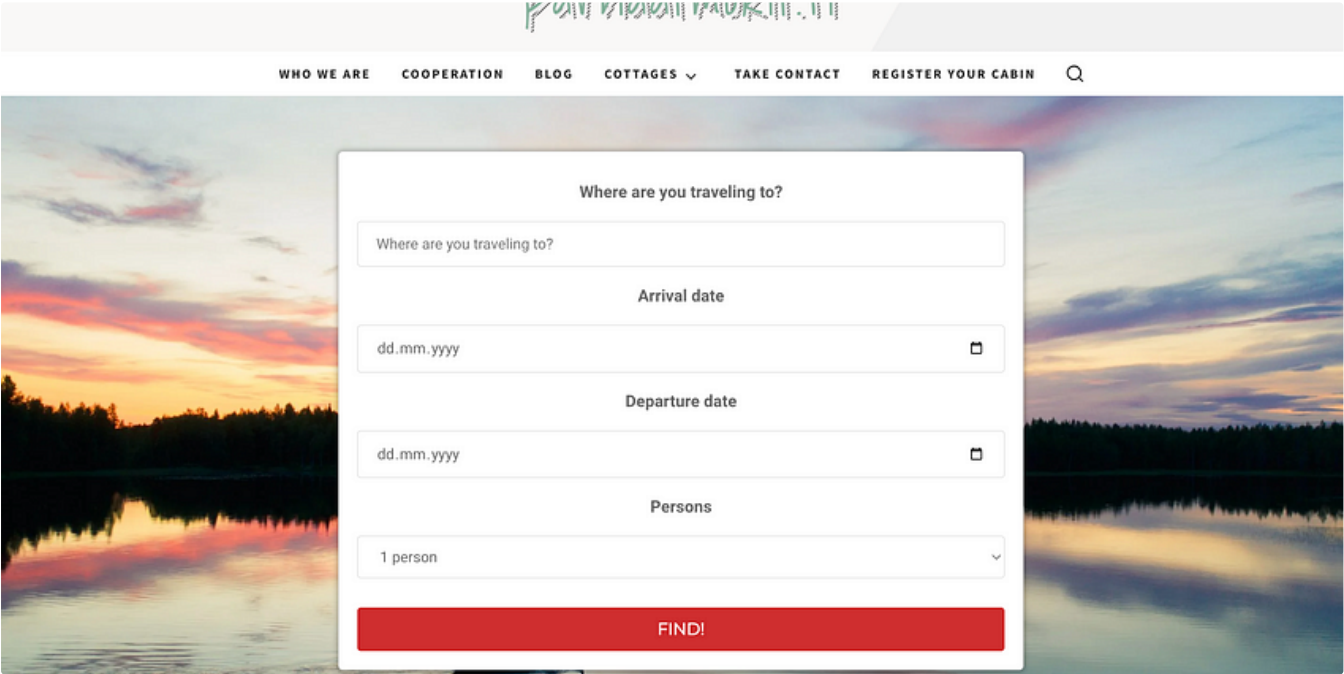 WHO WE ARE COOPERATION BLOG COTTAGES TAKE CONTACT REGISTER YOUR CABIN
Where are you traveling to?
Where are you traveling to?
Arrival date
dd.mm.yyyy
Departure date
dd.mm.yyyy
Persons
1 person
FIND!